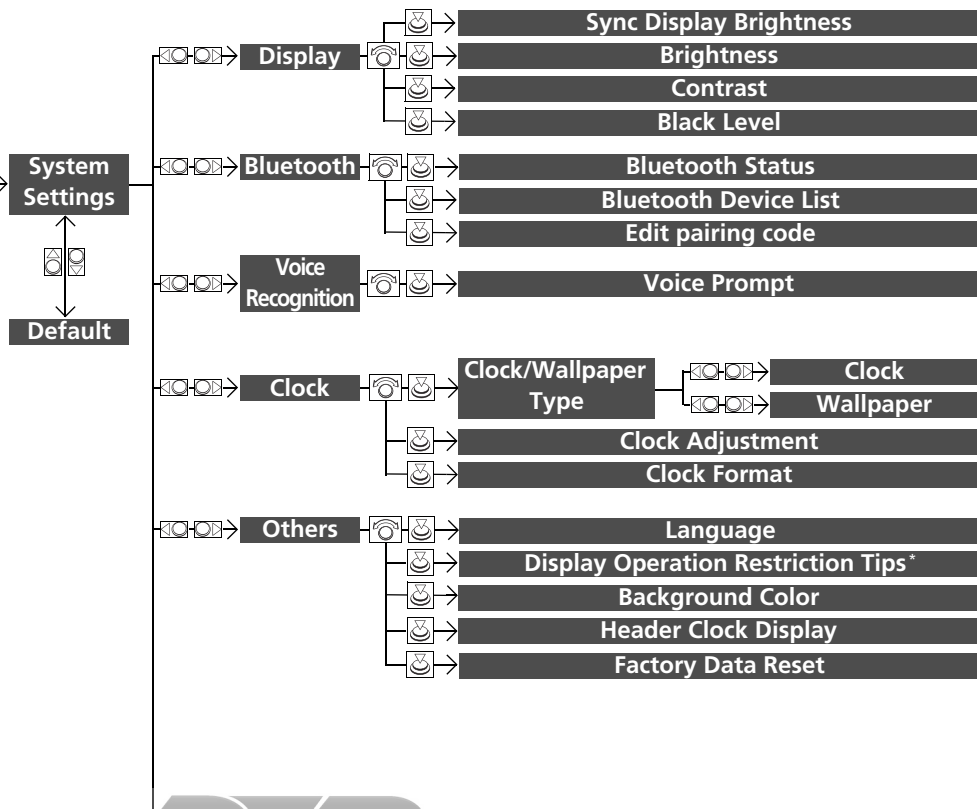 Sync Display Brightness
Display
Brightness
Contrast
Black Level
System
Settings
Bluetooth
Bluetooth Status
Bluetooth Device List
Edit pairing code
Voice
Recognition
Voice Prompt
Default
Clock
Clock/Wallpaper
Type
Clock
Wallpaper
Clock Adjustment
Clock Format
Others
Language
Display Operation Restriction Tips*
Background Color
Header Clock Display
Factory Data Reset